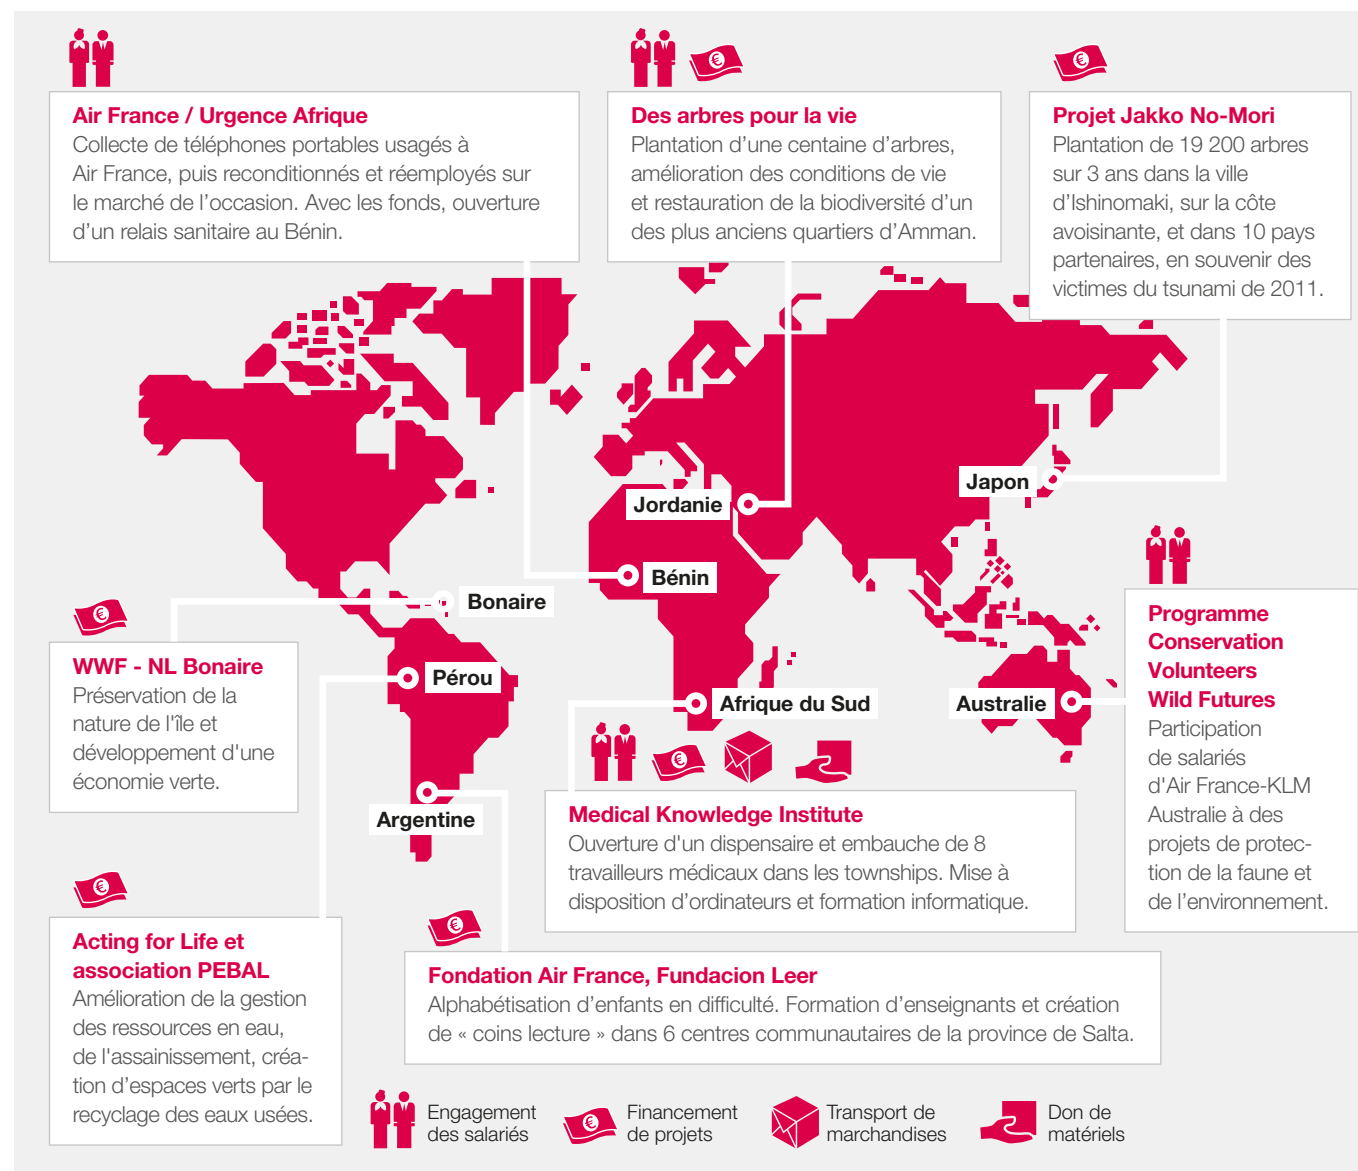 Air France / Urgence Afrique
Collecte de téléphones portables usagés à
Air France, puis reconditionnés et réemployés sur
le marché de l’occasion. Avec les fonds, ouverture
d’un relais sanitaire au Bénin.
Des arbres pour la vie
Plantation d’une centaine d’arbres,
amélioration des conditions de vie
et restauration de la biodiversité d’un
des plus anciens quartiers d’Amman.
Projet Jakko No-Mori
Plantation de 19 200 arbres
sur 3 ans dans la ville
d’Ishinomaki, sur la côte
avoisinante, et dans 10 pays
partenaires, en souvenir des
victimes du tsunami de 2011.
Japon
Jordanie
Bénin
Bonaire
Pérou
Afrique du Sud
Australie
Argentine
WWF - NL Bonaire
Préservation de la
nature de l'île et
développement d'une
économie verte.
Programme
Conservation
Volunteers
Wild Futures
Participation
de salariés
d'Air France-KLM
Australie à des
projets de protec-
tion de la faune et
de l’environnement.
Medical Knowledge Institute
Ouverture d'un dispensaire et embauche de 8
travailleurs médicaux dans les townships. Mise à
disposition d’ordinateurs et formation informatique.
Acting for Life et
association PEBAL
Amélioration de la gestion
des ressources en eau,
de l'assainissement, créa-
tion d’espaces verts par le
recyclage des eaux usées.
Fondation Air France, Fundacion Leer
Alphabétisation d’enfants en difficulté. Formation d’enseignants et création
de « coins lecture » dans 6 centres communautaires de la province de Salta.
Engagement
des salariés
Financement
de projets
Transport de
marchandises
Don de
matériels